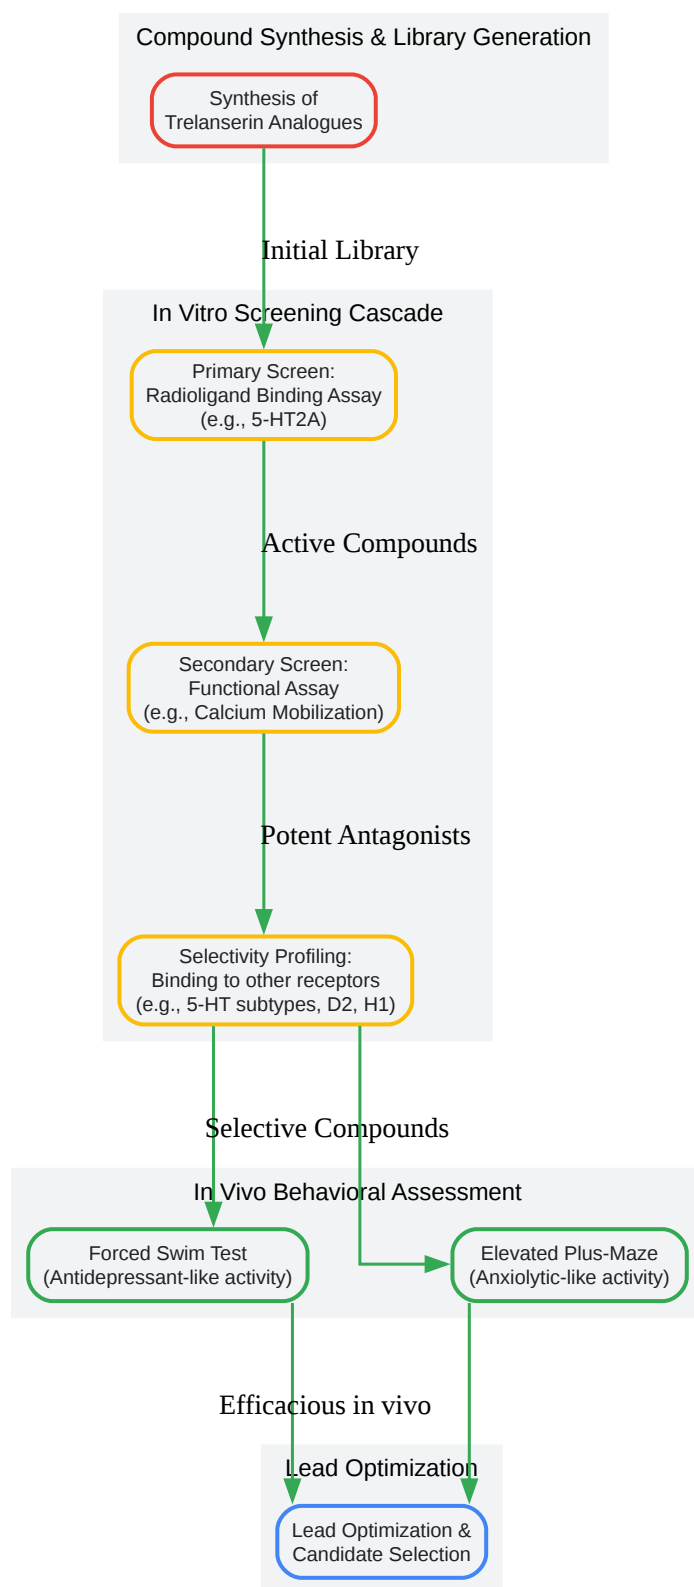 Compound Synthesis & Library Generation
Synthesis of
Trelanserin Analogues
Initial Library
In Vitro Screening Cascade
Primary Screen:
Radioligand Binding Assay
(e.g., 5-HT2A)
Active Compounds
Secondary Screen:
Functional Assay
(e.g., Calcium Mobilization)
Potent Antagonists
Selectivity Profiling:
Binding to other receptors
(e.g., 5-HT subtypes, D2, H1)
Selective Compounds
In Vivo Behavioral Assessment
Forced Swim Test
(Antidepressant-like activity)
Elevated Plus-Maze
(Anxiolytic-like activity)
Efficacious in vivo
Lead Optimization
Lead Optimization &
Candidate Selection